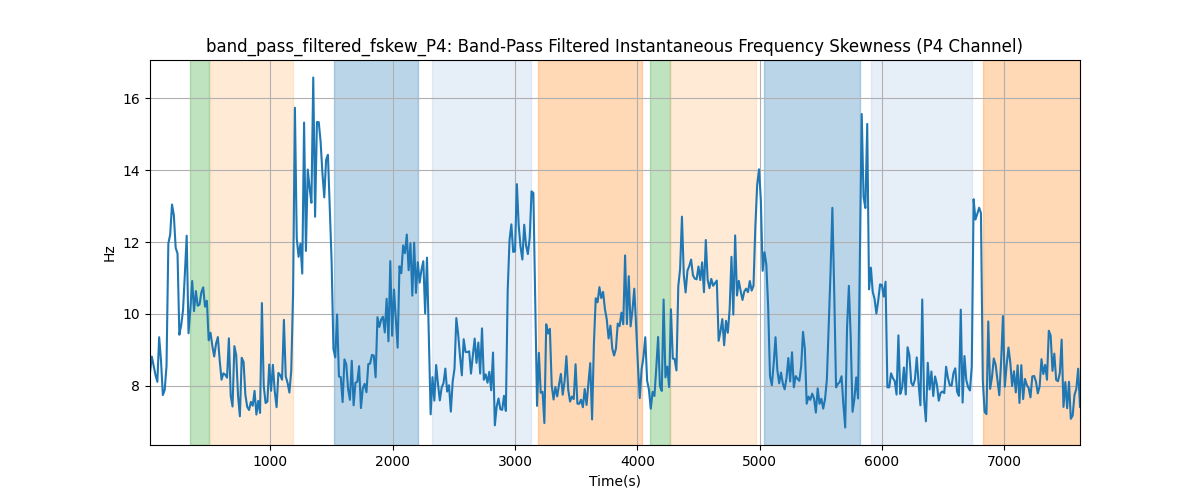 band_pass_filtered_fskew_P4: Band-Pass Filtered Instantaneous Frequency Skewness (P4 Channel)
Hz
16
14
12
10
8
1000 2000 3000 4000 5000 6000 7000
Time(s)